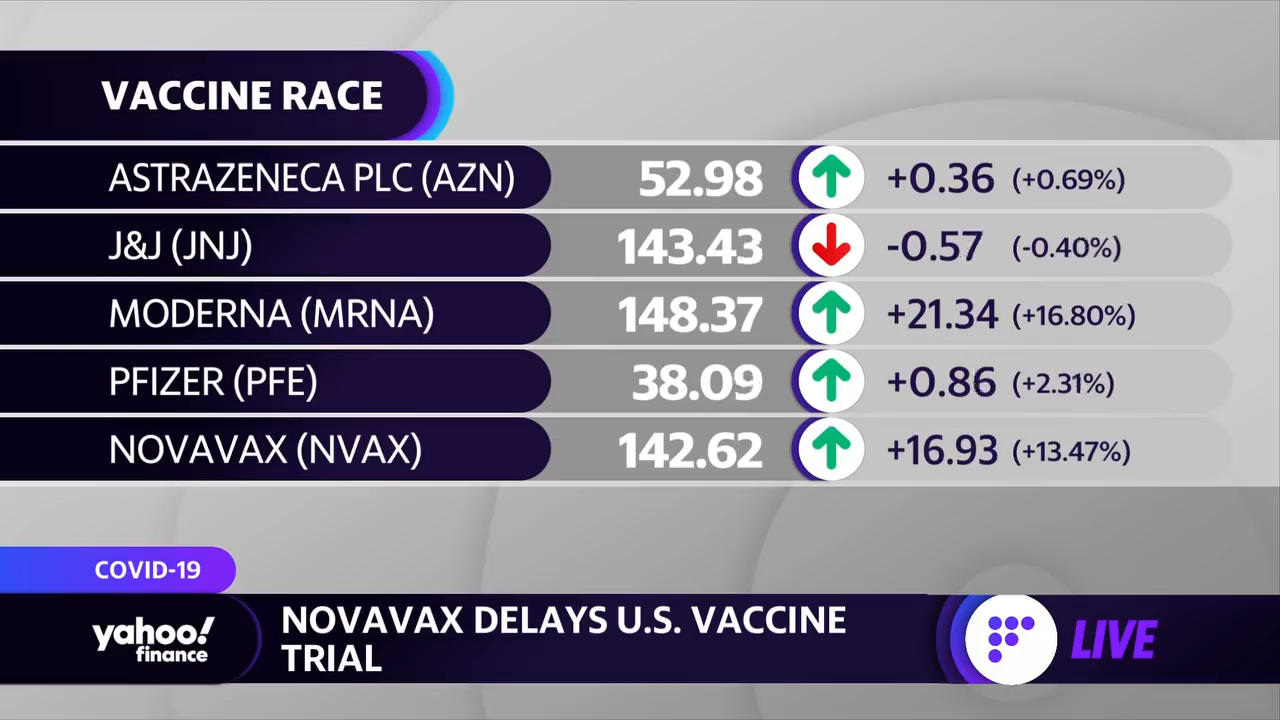 VACCINE RACE
ASTRAZENECA PLC (AZN) 52.98 +0.36 (+0.69%)
J&J (JNJ) 143.43 -0.57 (-0.40%)
MODERNA (MRNA) 148.37 +21.34 (+16.80%)
PFIZER (PFE) 38.09 +0.86 (+2.31%)
NOVAVAX (NVAX) 142.62 +16.93 (+13.47%)
COVID-19
yahoo!
finance
NOVAVAX DELAYS U.S. VACCINE
TRIAL
LIVE